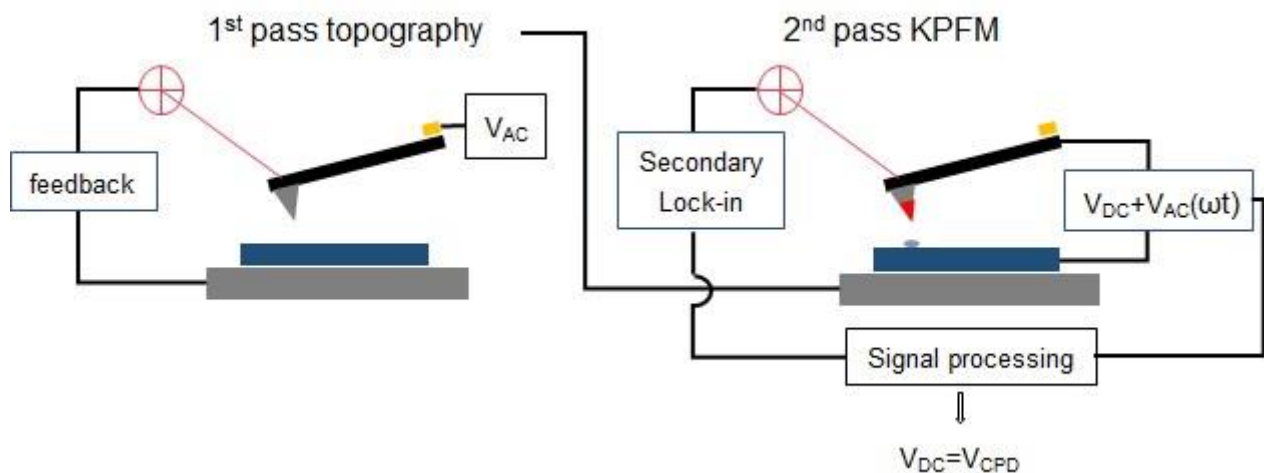 1st pass topography
2nd pass KPFM
feedback
VAC
Secondary
Lock-in
VDC+VAC(ωt)
Signal processing
VDC=VCPD